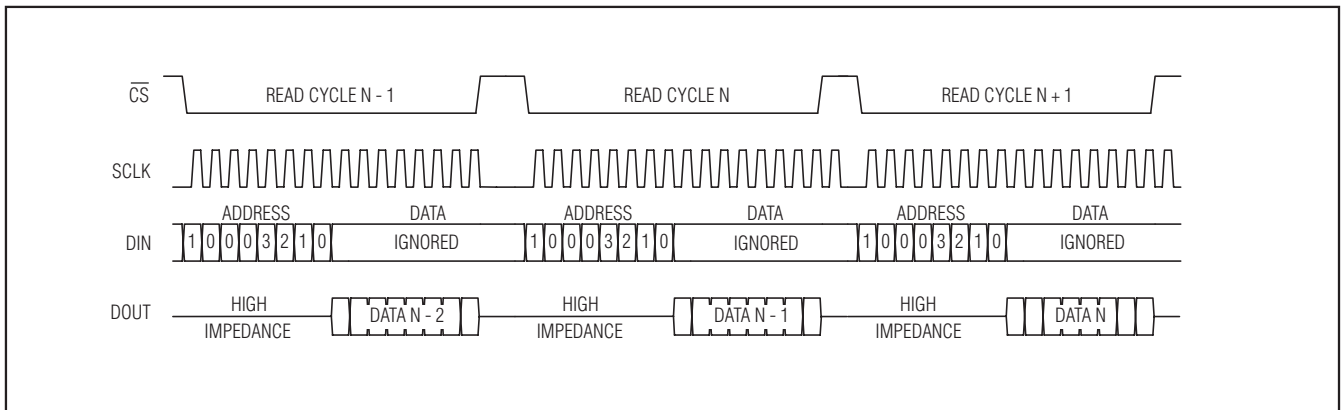 CS READ CYCLE N - 1 READ CYCLE N READ CYCLE N + 1
SCLK
ADDRESS DATA ADDRESS DATA ADDRESS DATA
DIN 1 0 0 0 3 2 1 0 IGNORED 1 0 0 0 3 2 1 0 IGNORED 1 0 0 0 3 2 1 0 IGNORED
DOUT HIGH IMPEDANCE DATA N - 2 HIGH IMPEDANCE DATA N - 1 HIGH IMPEDANCE DATA N